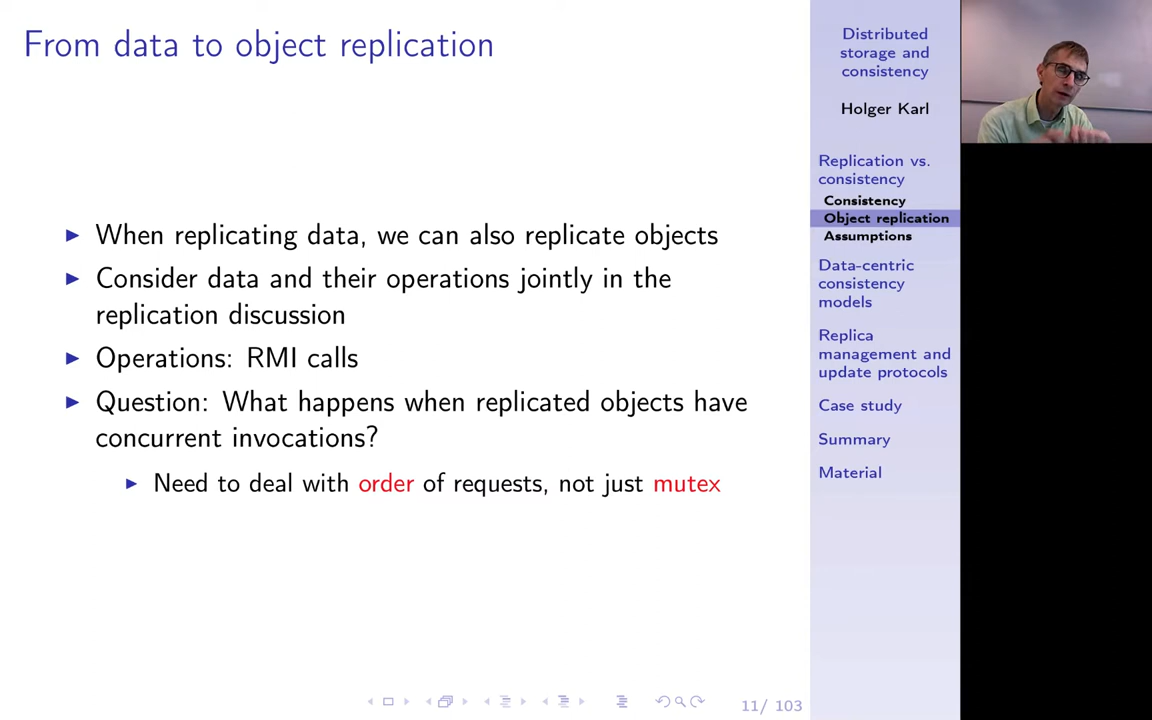 From data to object replication
When replicating data, we can also replicate objects
Consider data and their operations jointly in the
replication discussion
Operations: RMI calls
Question: What happens when replicated objects have
concurrent invocations?
Need to deal with order of requests, not just mutex
11/ 103
Distributed
storage and
consistency
Holger Karl
Replication vs.
consistency
Consistency
Object replication
Assumptions
Data-centric
consistency
models
Replica
management and
update protocols
Case study
Summary
Material